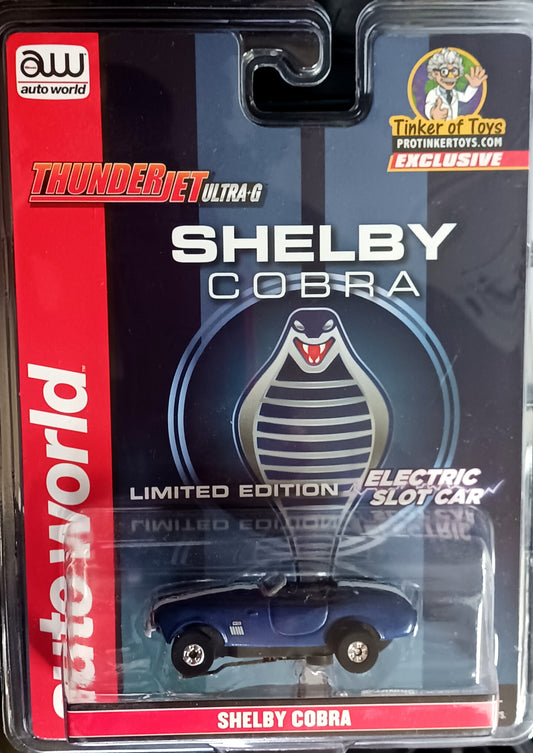 aw
auto world
Tinker of Toys
PROTINKERTOYS.COM
EXCLUSIVE
THUNDERJET ULTRA-G
SHELBY
COBRA
auto world
LIMITED EDITION
ELECTRIC
SLOT CAR
SHELBY COBRA